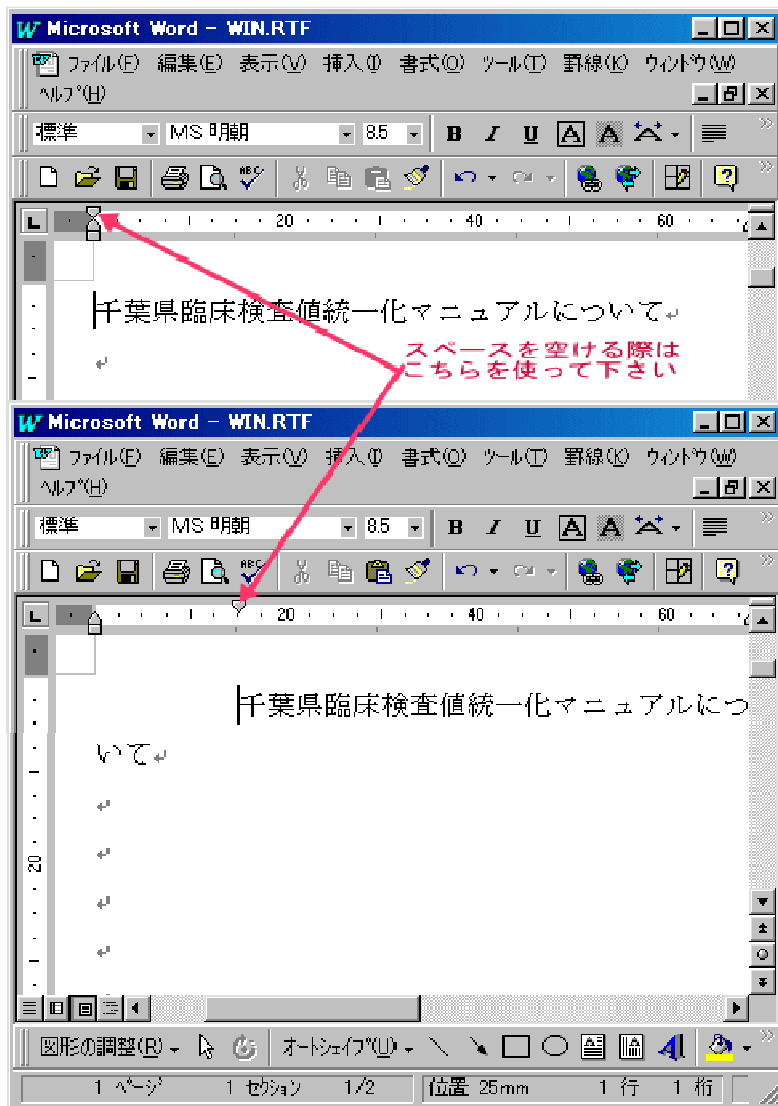 Microsoft Word - WIN.RTF
ファイル(F) 編集(E) 表示(V) 挿入(I) 書式(O) ツール(T) 罫線(K) ウィンドウ(W)
ヘルプ(H)
標準 MS 明朝 8.5 B I U A A
ABC
L 20 40 60
千葉県臨床検査値統一化マニュアルについて
スペースを空ける際は
こちらを使って下さい
Microsoft Word - WIN.RTF
ファイル(F) 編集(E) 表示(V) 挿入(I) 書式(O) ツール(T) 罫線(K) ウィンドウ(W)
ヘルプ(H)
標準 MS 明朝 8.5 B I U A A
ABC
L 20 40 60
千葉県臨床検査値統一化マニュアルにつ
いて
20
図形の調整(R) オートシェイプ(U)
1 ページ 1 セクション 1/2 位置 25mm 1 行 1 桁